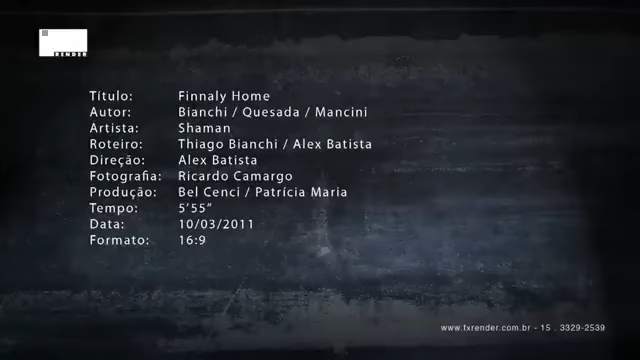 RENDER
Título: Finnaly Home
Autor: Bianchi / Quesada / Mancini
Artista: Shaman
Roteiro: Thiago Bianchi / Alex Batista
Direção: Alex Batista
Fotografia: Ricardo Camargo
Produção: Bel Cenci / Patrícia Maria
Tempo: 5'55"
Data: 10/03/2011
Formato: 16:9
www.fxrender.com.br - 15 . 3329-2539